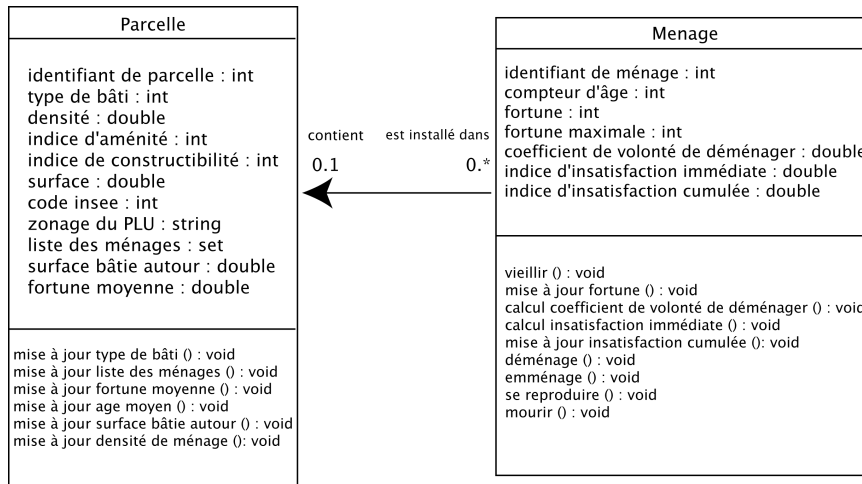 Parcelle
identifiant de parcelle : int
type de bâti : int
densité : double
indice d'aménité : int
indice de constructibilité : int
surface : double
code insee : int
zonage du PLU : string
liste des ménages : set
surface bâtie autour : double
fortune moyenne : double
mise à jour type de bâti () : void
mise à jour liste des ménages () : void
mise à jour fortune moyenne () : void
mise à jour age moyen () : void
mise à jour surface bâtie autour () : void
mise à jour densité de ménage (): void
contient
est installé dans
0.1
0.*
Menage
identifiant de ménage : int
compteur d'âge : int
fortune : int
fortune maximale : int
coefficient de volonté de déménager : double
indice d'insatisfaction immédiate : double
indice d'insatisfaction cumulée : double
vieillir () : void
mise à jour fortune () : void
calcul coefficient de volonté de déménager () : void
calcul insatisfaction immédiate () : void
mise à jour insatisfaction cumulée (): void
déménage () : void
emménage () : void
se reproduire () : void
mourir () : void